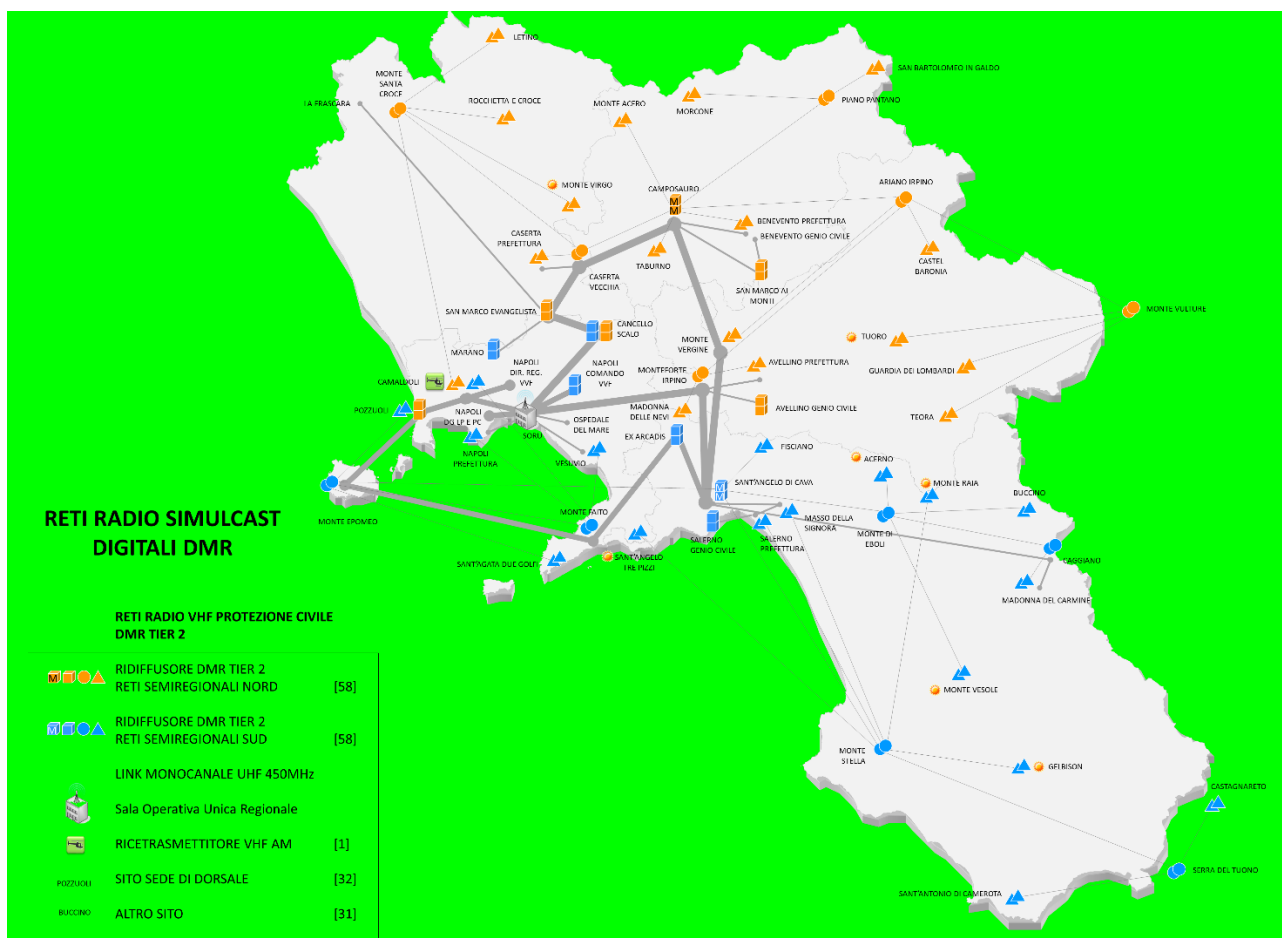 LETINO
MONTE
SANTA
CROCE
SAN BARTOLOMEO IN GALDO
LA FRASCARA
ROCCHETTA E CROCE
MONTE ACERO
MORCONE
PIANO PANTANO
MONTE VIRGO
CAMPOSAURO
M
M
ARIANO IRPINO
BENEVENTO PREFETTURA
BENEVENTO GENIO CIVILE
CASERTA
PREFETTURA
TABURNO
CASTEL
BARONIA
CASERTA
VECCHIA
SAN MARCO AI
MONTI
SAN MARCO EVANGELISTA
CANCELLO
SCALO
MONTE VULTURE
MARANO
MONTE
VERGINE
TUORO
NAPOLI
DIR. REG.
VVF
NAPOLI
COMANDO
VVF
MONTEFORTE
IRPINO
AVELLINO PREFETTURA
GUARDIA DEI LOMBARDI
CAMALDOLI
POZZUOLI
NAPOLI
DG LP E PC
MADONNA
DELLE NEVI
AVELLINO GENIO CIVILE
TEORA
SORU
OSPEDALE
DEL MARE
EX ARCADIS
NAPOLI
PREFETTURA
VESUVIO
FISCIANO
ACERNO
M
M
SANT'ANGELO DI CAVA
MONTE RAIA
BUCCINO
MONTE EPOMEO
MONTE FAITO
SALERNO
GENIO CIVILE
SALERNO
PREFETTURA
MASSO DELLA
SIGNORA
MONTE DI
EBOLI
SANT'AGATA DUE GOLFI
SANT'ANGELO
TRE PIZZI
CAGGIANO
MADONNA DEL CARMINE
RETI RADIO SIMULCAST
DIGITALI DMR
MONTE VESOLE
MONTE
STELLA
GELBISON
CASTAGNARETO
SERRA DEL TUONO
SANT'ANTONIO DI CAMEROTA
RETI RADIO VHF PROTEZIONE CIVILE
DMR TIER 2
M
RIDIFFUSORE DMR TIER 2
RETI SEMIREGIONALI NORD [58]
M
RIDIFFUSORE DMR TIER 2
RETI SEMIREGIONALI SUD [58]
LINK MONOCANALE UHF 450MHz
Sala Operativa Unica Regionale
RICETRASMETTITORE VHF AM [1]
POZZUOLI SITO SEDE DI DORSALE [32]
BUCCINO ALTRO SITO [31]